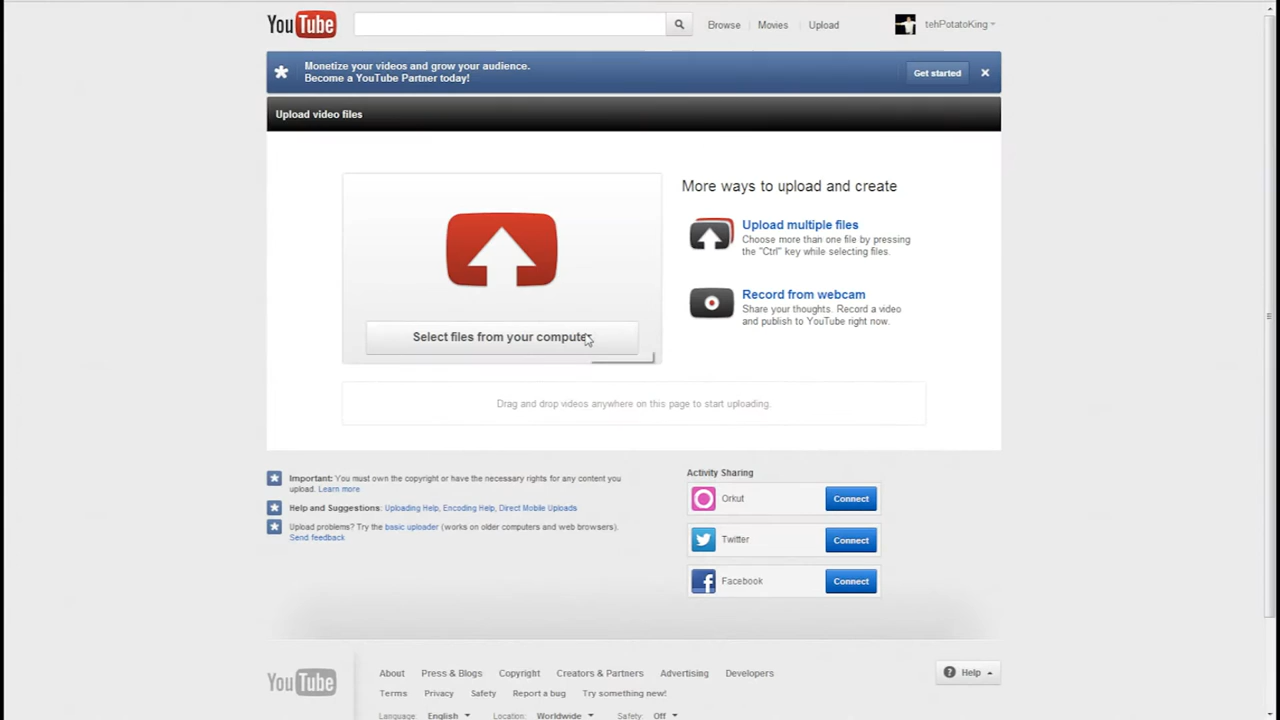 YouTube
Browse Movies Upload tehPotatoKing
Monetize your videos and grow your audience.
Become a YouTube Partner today!
Get started
Upload video files
More ways to upload and create
Upload multiple files
Choose more than one file by pressing
the "Ctrl" key while selecting files.
Record from webcam
Share your thoughts. Record a video
and publish to YouTube right now.
Select files from your computer
Drag and drop videos anywhere on this page to start uploading.
Important: You must own the copyright or have the necessary rights for any content you
upload. Learn more
Help and Suggestions: Uploading Help, Encoding Help, Direct Mobile Uploads
Upload problems? Try the basic uploader (works on older computers and web browsers).
Send feedback
Activity Sharing
Orkut Connect
Twitter Connect
Facebook Connect
YouTube
About Press & Blogs Copyright Creators & Partners Advertising Developers
Help
Terms Privacy Safety Report a bug Try something new!
Language: English Location: Worldwide Safety: Off